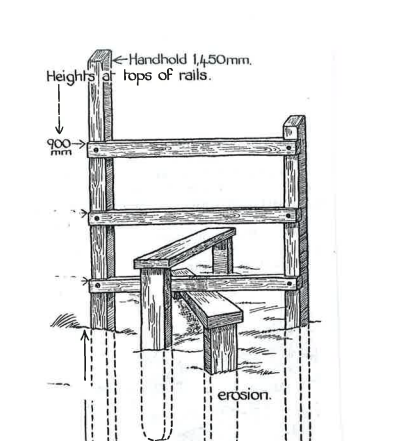 Handhold 1,450mm.
Heights at tops of rails.
900
mm
erosion.